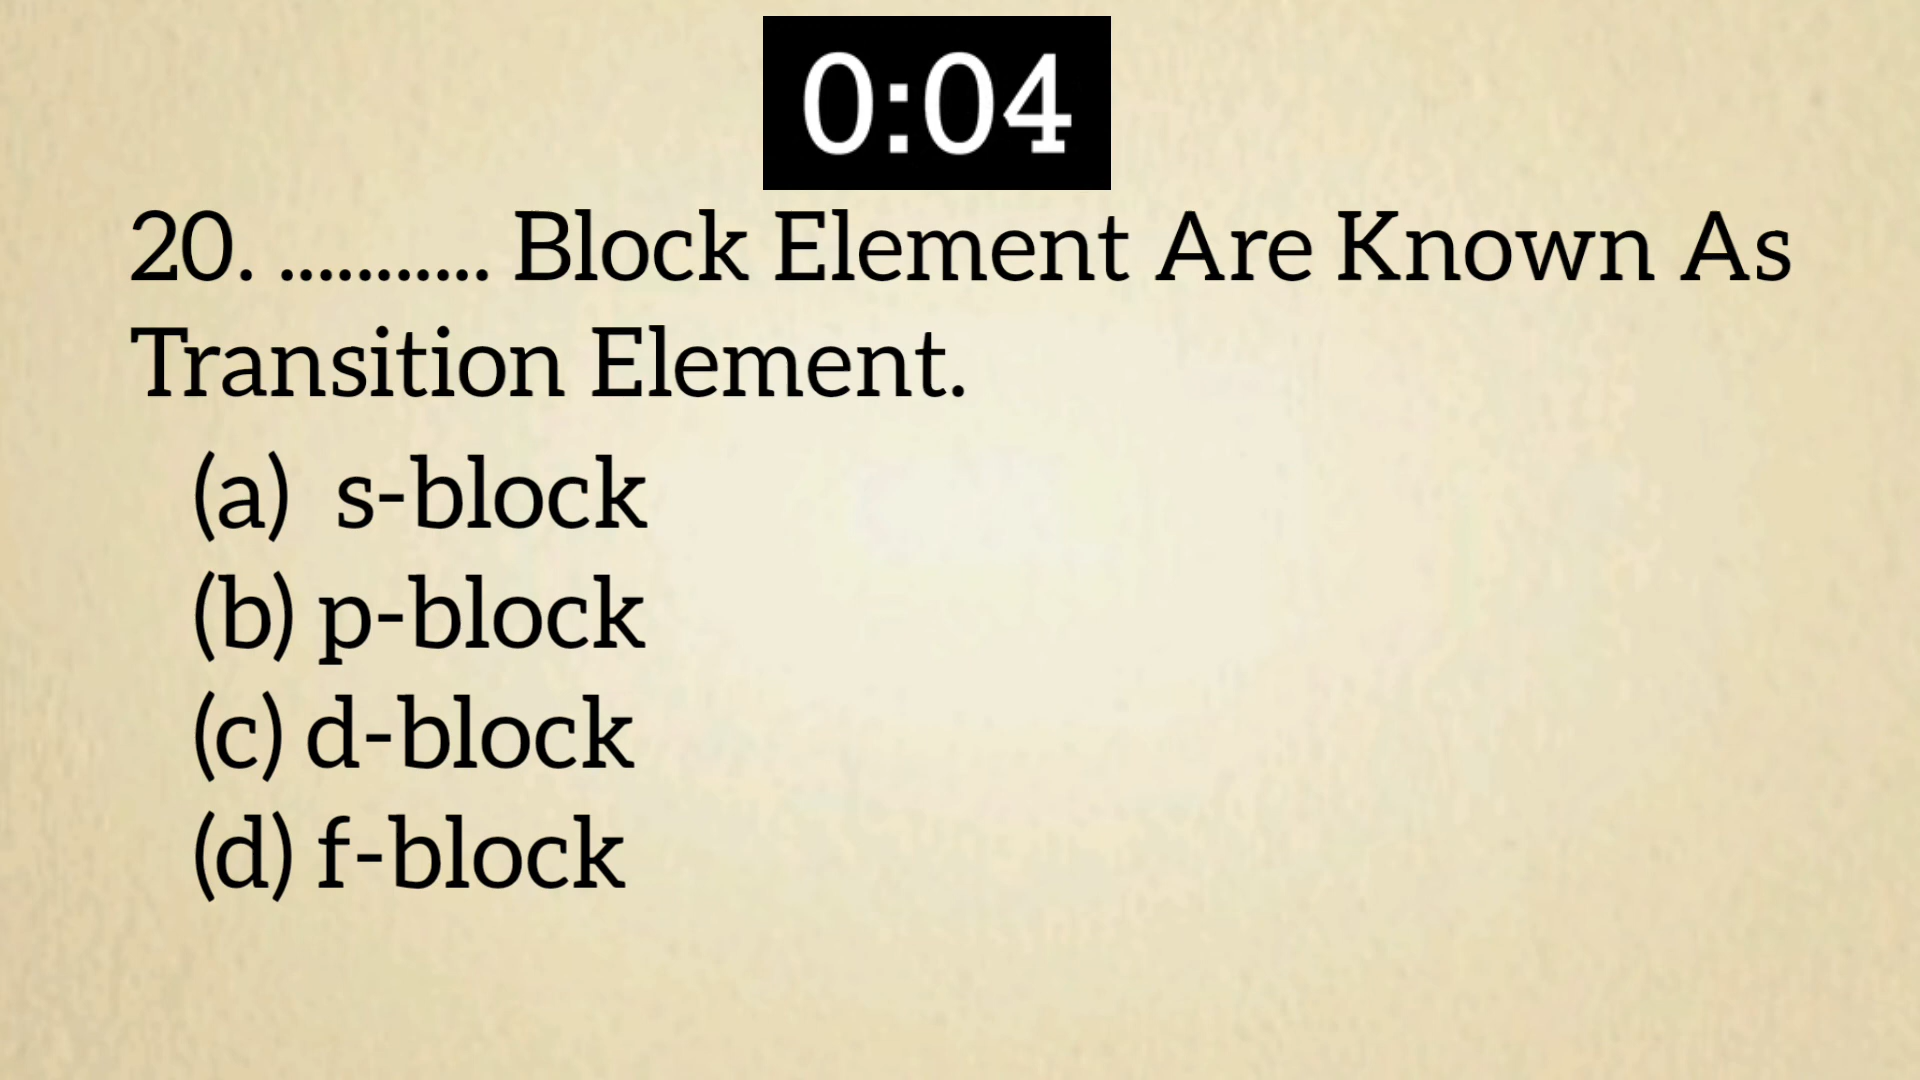 0:04
20. ........... Block Element Are Known As
Transition Element.
(a) s-block
(b) p-block
(c) d-block
(d) f-block